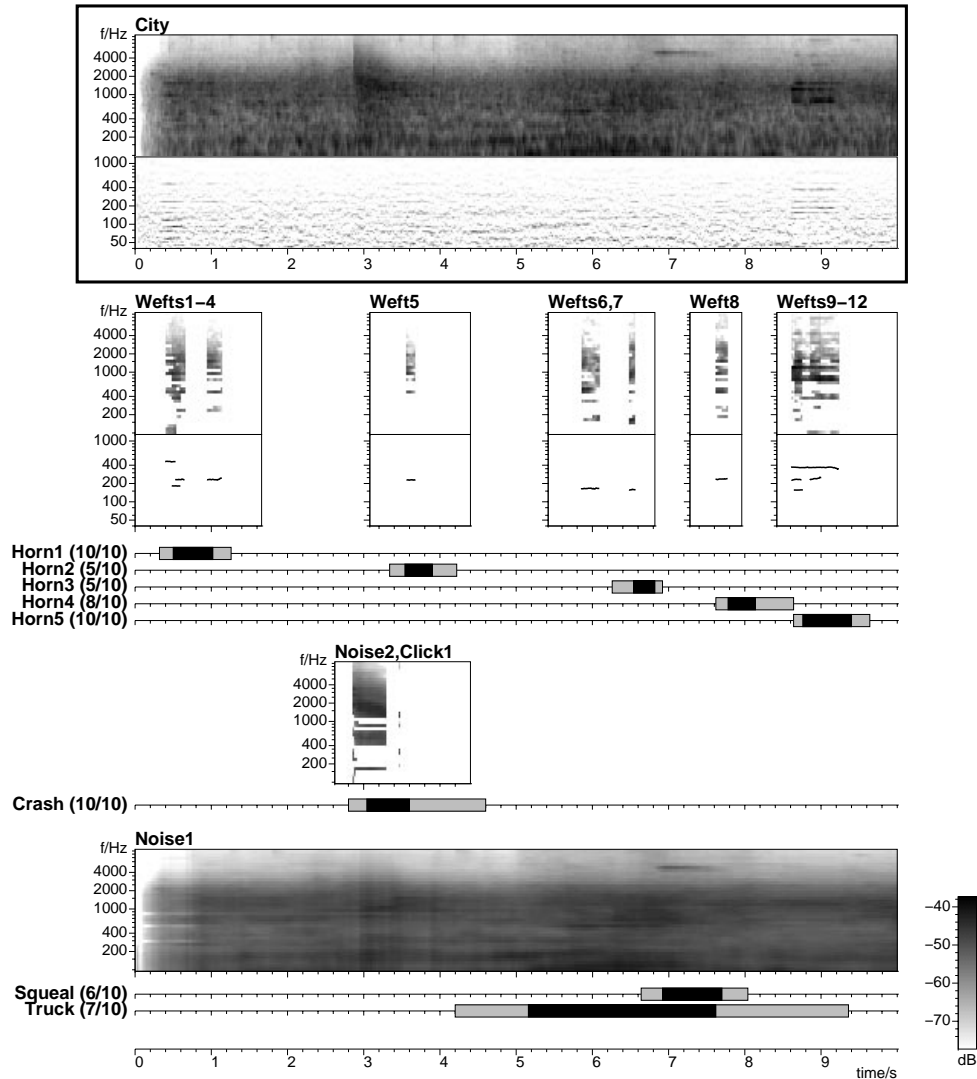 City
f/Hz
4000
2000
1000
400
200
1000
400
200
100
50
0 1 2 3 4 5 6 7 8 9
f/Hz Wefts1−4 Weft5 Wefts6,7 Weft8 Wefts9−12
4000
2000
1000
400
200
1000
400
200
100
50
Horn1 (10/10)
Horn2 (5/10)
Horn3 (5/10)
Horn4 (8/10)
Horn5 (10/10)
f/Hz Noise2,Click1
4000
2000
1000
400
200
Crash (10/10)
Noise1
f/Hz
4000
2000
1000
400
200
−40
−50
−60
−70
dB
Squeal (6/10)
Truck (7/10)
0 1 2 3 4 5 6 7 8 9
time/s